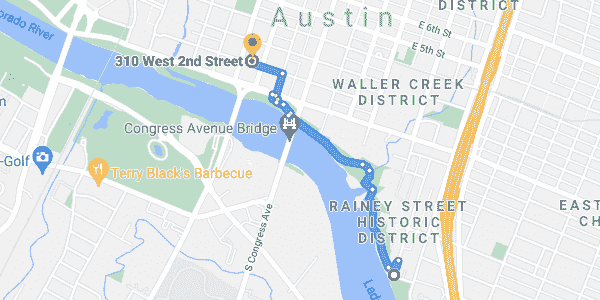 DISTRICT
Austin
E 6th St
E 5th St
orado River
310 West 2nd Street
WALLER CREEK
DISTRICT
Congress Avenue Bridge
-Golf
Terry Black's Barbecue
RAINEY STREET
HISTORIC
DISTRICT
EAST
CH
S Congress Ave
Lad